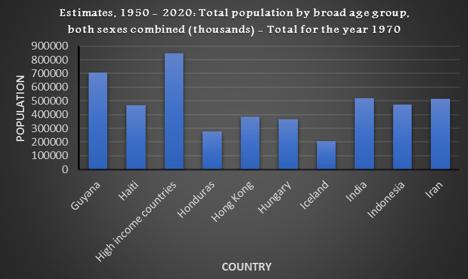 Estimates, 1950 - 2020: Total population by broad age group,
both sexes combined (thousands) - Total for the year 1970
POPULATION
900000
800000
700000
600000
500000
400000
300000
200000
100000
0
Guyana
Haiti
High income countries
Honduras
Hong Kong
Hungary
Iceland
India
Indonesia
Iran
COUNTRY